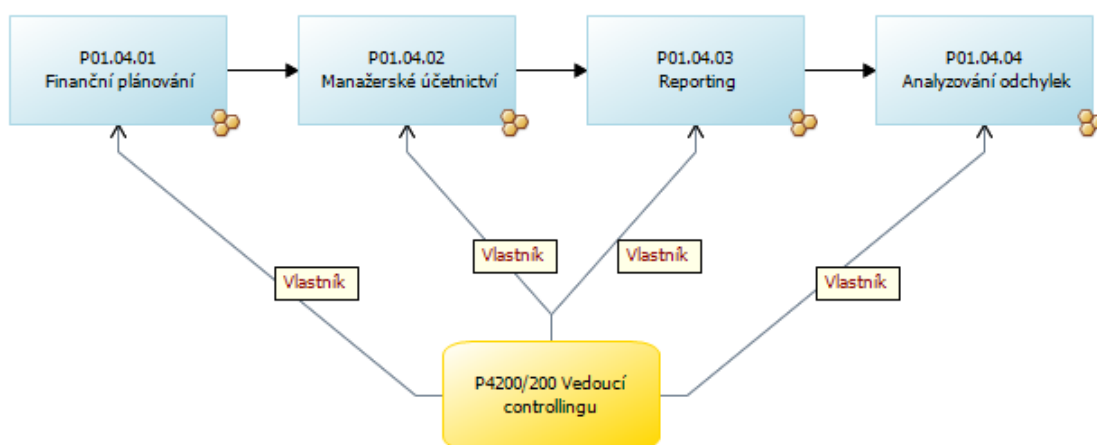 P01.04.01
Finanční plánování
P01.04.02
Manažerské účetnictví
P01.04.03
Reporting
P01.04.04
Analyzování odchylek
Vlastník
Vlastník
Vlastník
Vlastník
P4200/200 Vedoucí
controllingu